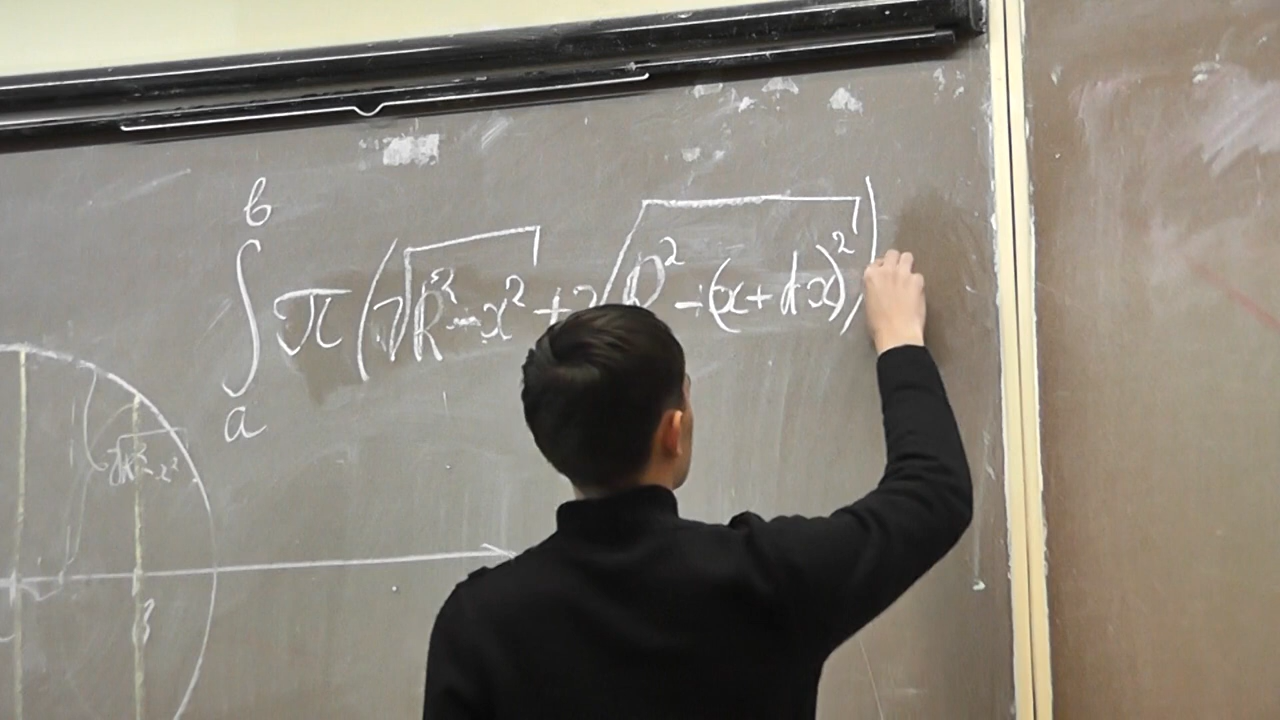 в
∫ π (√R²-x² + √R²-(x+dx)²)
a
√R²-x²